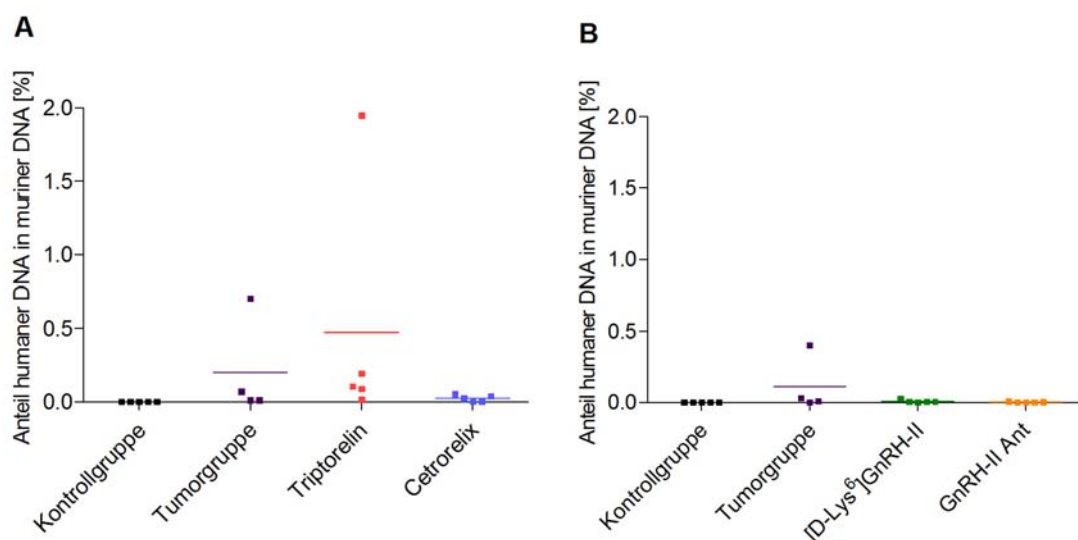 A
Anteil humaner DNA in muriner DNA [%]
2.0
1.5
1.0
0.5
0.0
Kontrollgruppe
Tumorgruppe
Triptorelin
Cetrorelix
B
Anteil humaner DNA in muriner DNA [%]
2.0
1.5
1.0
0.5
0.0
Kontrollgruppe
Tumorgruppe
[D-Lys⁶]GnRH-II
GnRH-II Ant